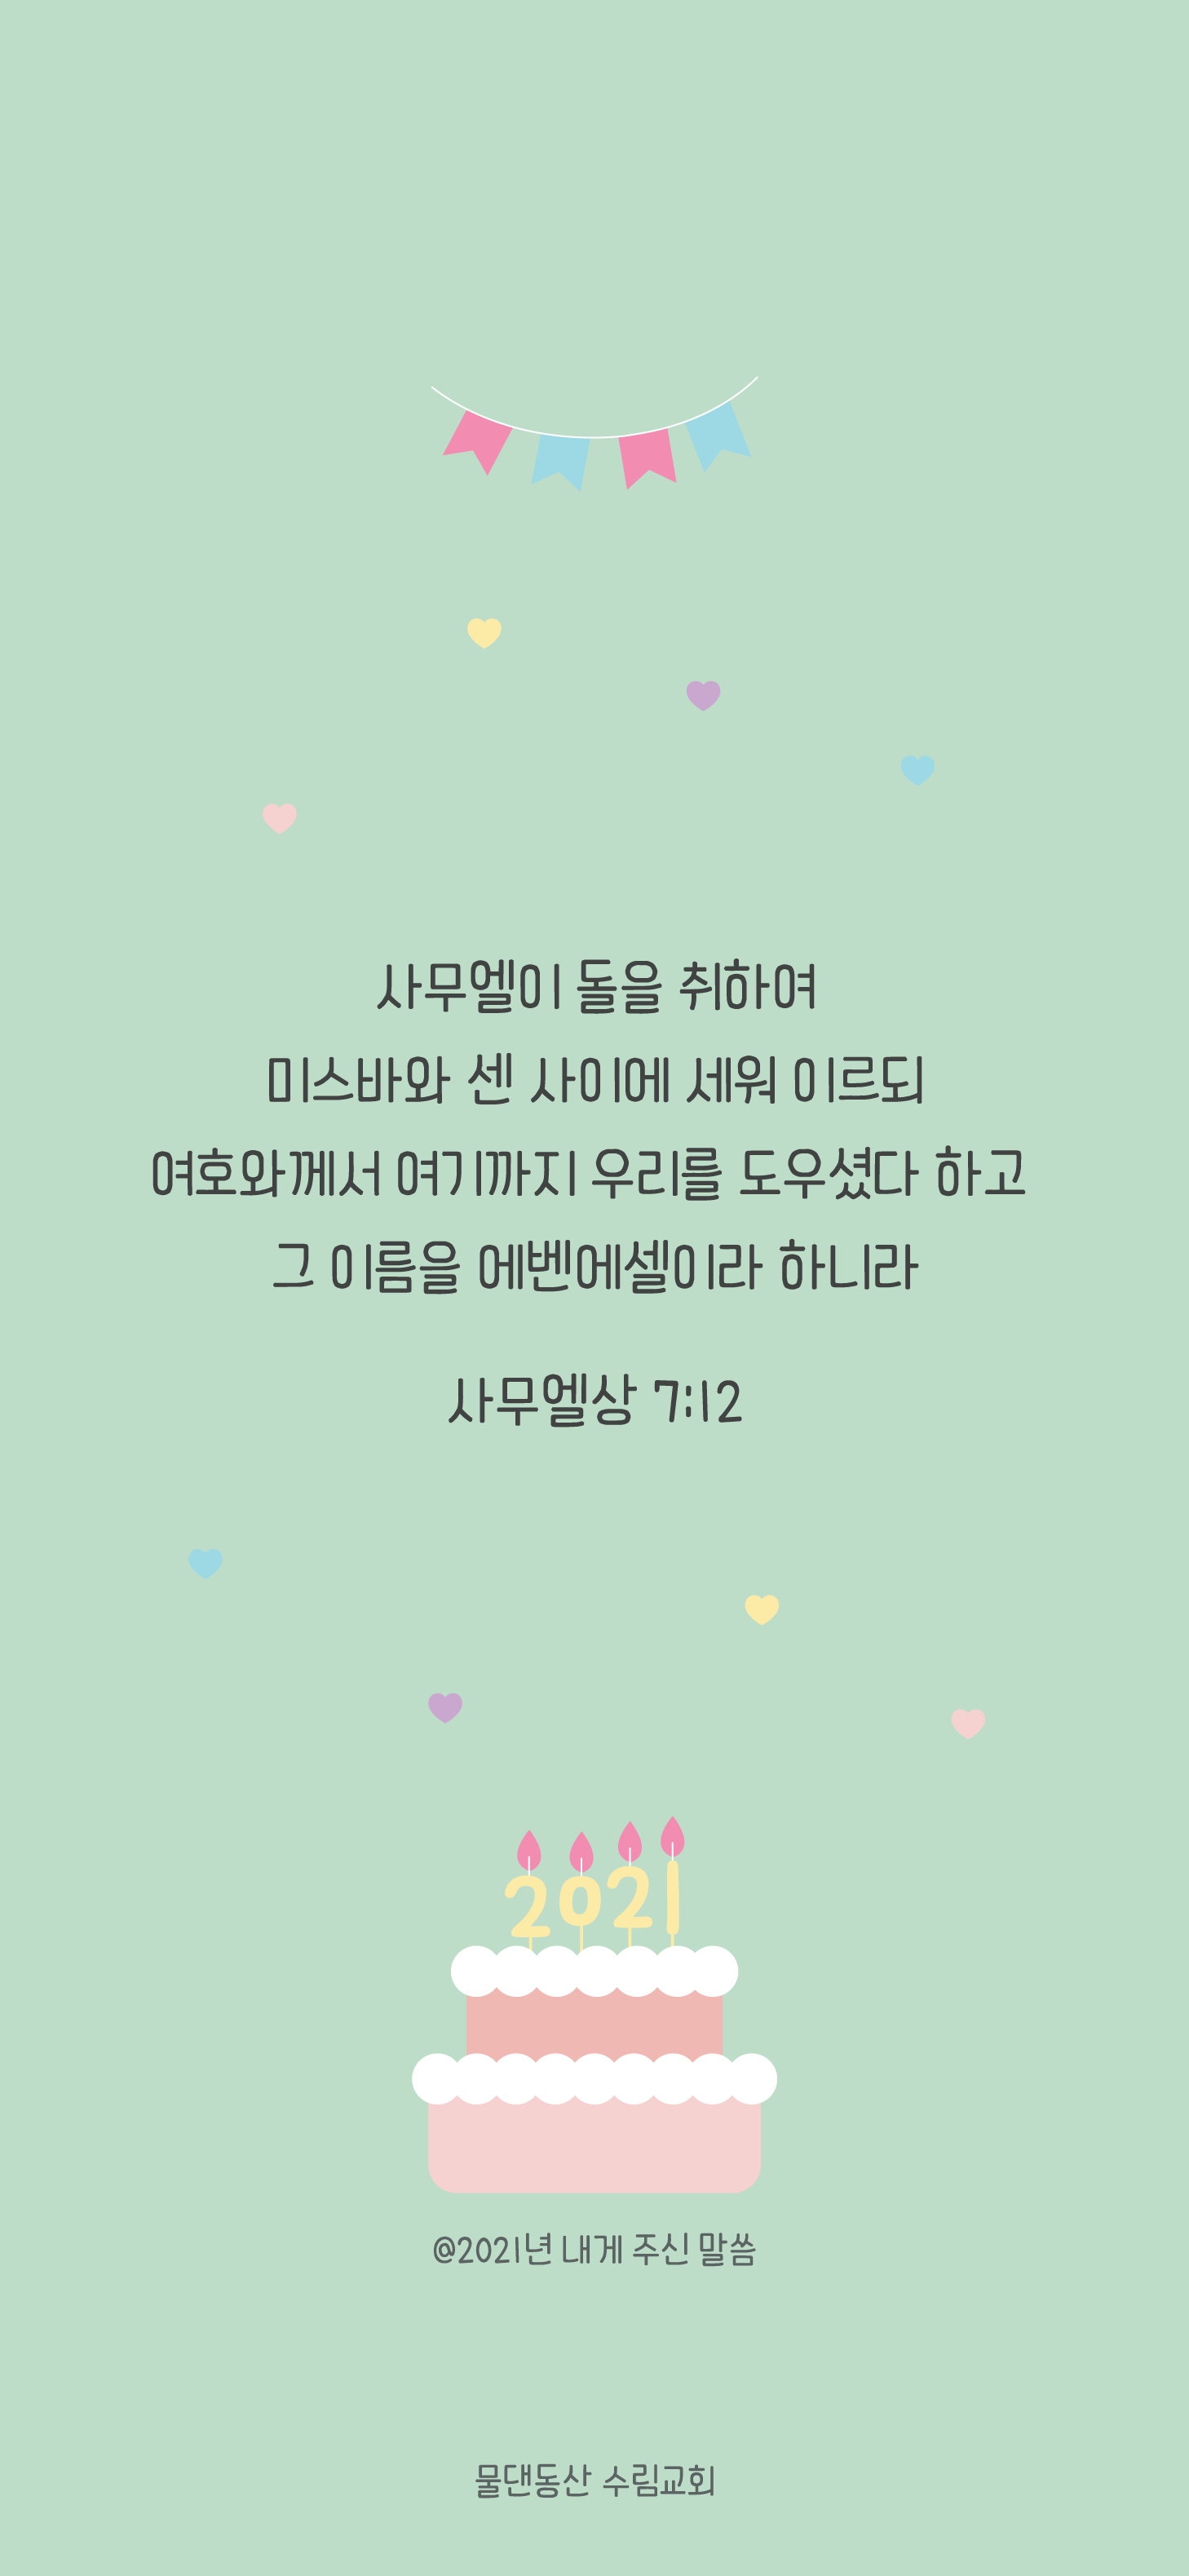 사무엘이 돌을 취하여
미스바와 센 사이에 세워 이르되
여호와께서 여기까지 우리를 도우셨다 하고
그 이름을 에벤에셀이라 하니라
사무엘상 7:12
2021
@2021년 내게 주신 말씀
물댄동산 수림교회